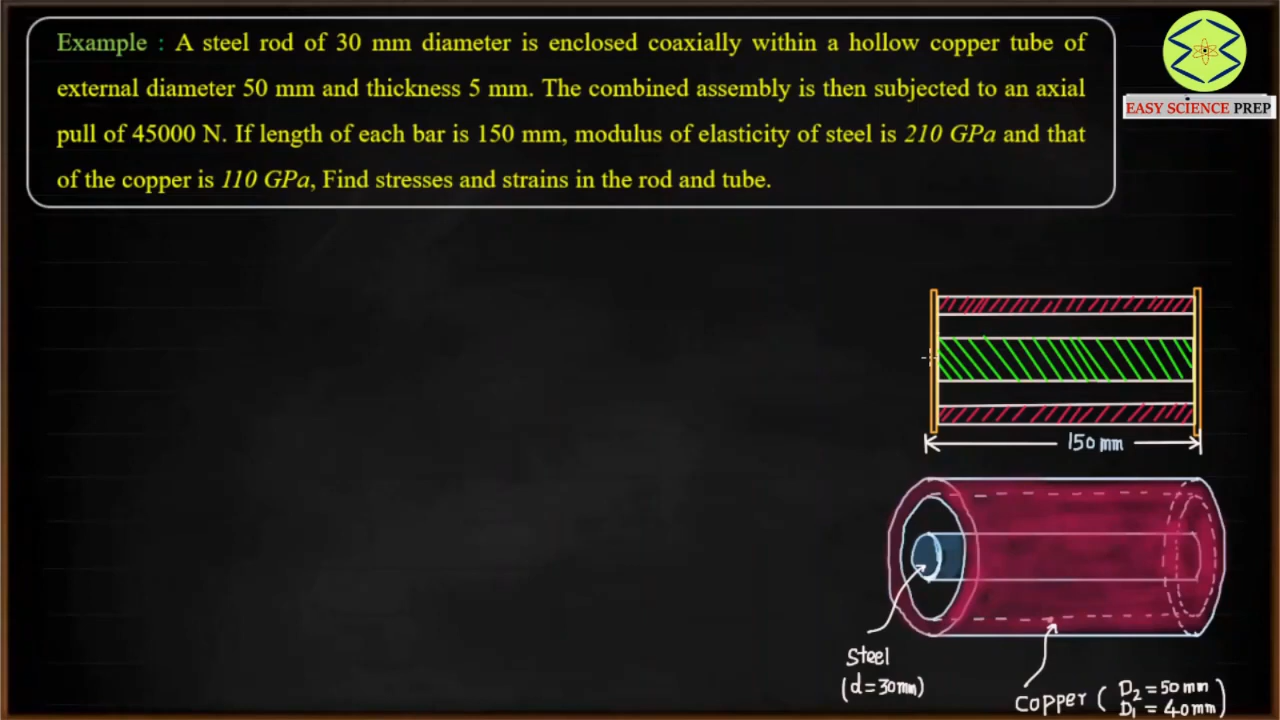 Example : A steel rod of 30 mm diameter is enclosed coaxially within a hollow copper tube of
external diameter 50 mm and thickness 5 mm. The combined assembly is then subjected to an axial
pull of 45000 N. If length of each bar is 150 mm, modulus of elasticity of steel is 210 GPa and that
of the copper is 110 GPa, Find stresses and strains in the rod and tube.
EASY SCIENCE PREP
150 mm
Steel
(d=30mm)
Copper ( D2 = 50mm
D1 = 40mm )